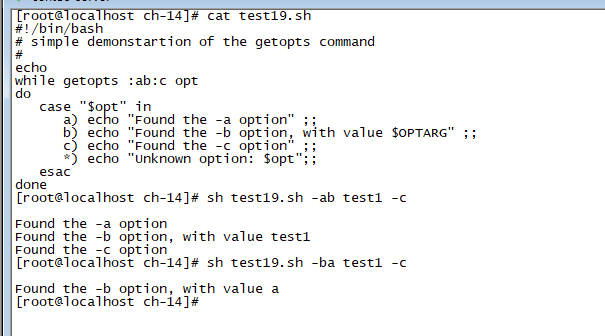 [root@localhost ch-14]# cat test19.sh
#!/bin/bash
# simple demonstartion of the getopts command
#
echo
while getopts :ab:c opt
do
   case "$opt" in
      a) echo "Found the -a option" ;;
      b) echo "Found the -b option, with value $OPTARG" ;;
      c) echo "Found the -c option" ;;
      *) echo "Unknown option: $opt";;
   esac
done
[root@localhost ch-14]# sh test19.sh -ab test1 -c

Found the -a option
Found the -b option, with value test1
Found the -c option
[root@localhost ch-14]# sh test19.sh -ba test1 -c

Found the -b option, with value a
[root@localhost ch-14]#